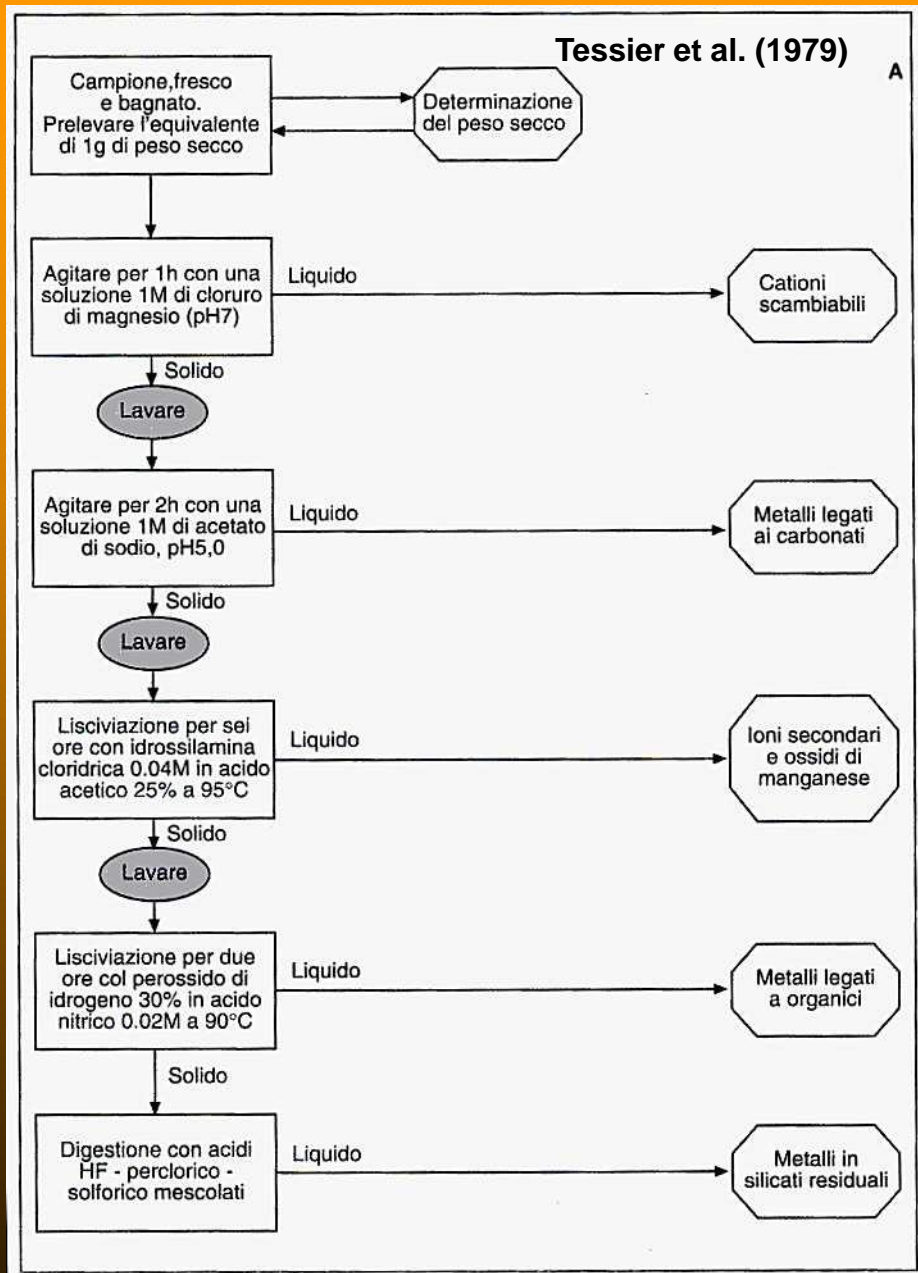 Tessier et al. (1979)
A
Campione,fresco
e bagnato.
Prelevare l'equivalente
di 1g di peso secco
Determinazione
del peso secco
Agitare per 1h con una
soluzione 1M di cloruro
di magnesio (pH7)
Liquido
Cationi
scambiabili
Solido
Lavare
Agitare per 2h con una
soluzione 1M di acetato
di sodio, pH5,0
Liquido
Metalli legati
ai carbonati
Solido
Lavare
Lisciviazione per sei
ore con idrossilamina
cloridrica 0.04M in acido
acetico 25% a 95°C
Liquido
Ioni secondari
e ossidi di
manganese
Solido
Lavare
Lisciviazione per due
ore col perossido di
idrogeno 30% in acido
nitrico 0.02M a 90°C
Liquido
Metalli legati
a organici
Solido
Digestione con acidi
HF - perclorico -
solforico mescolati
Liquido
Metalli in
silicati residuali